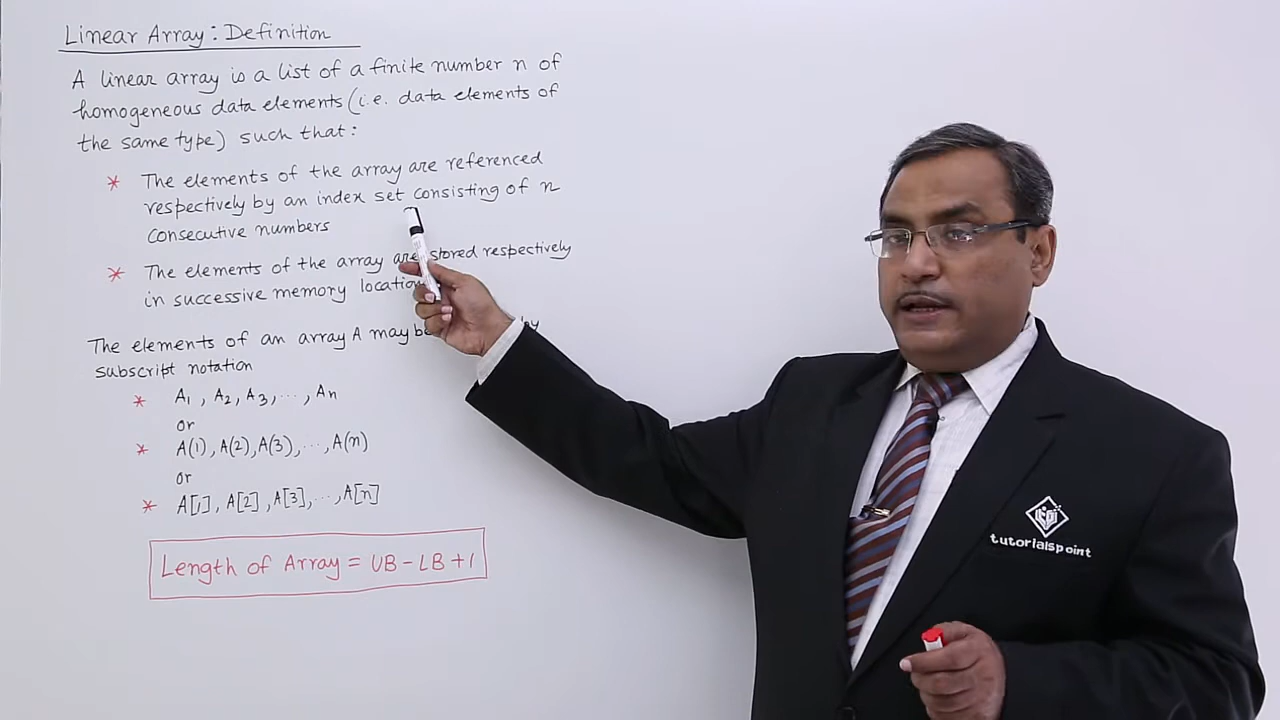 Linear Array: Definition
A linear array is a list of a finite number n of
homogeneous data elements (i.e. data elements of
the same type) such that:
* The elements of the array are referenced
respectively by an index set consisting of n
consecutive numbers
* The elements of the array are stored respectively
in successive memory location
The elements of an array A may be by
subscript notation
* A₁, A₂, A₃, ..., An
or
* A(1), A(2), A(3), ..., A(n)
or
* A[1], A[2], A[3], ..., A[n]
Length of Array = UB - LB + 1
tutorialspoint